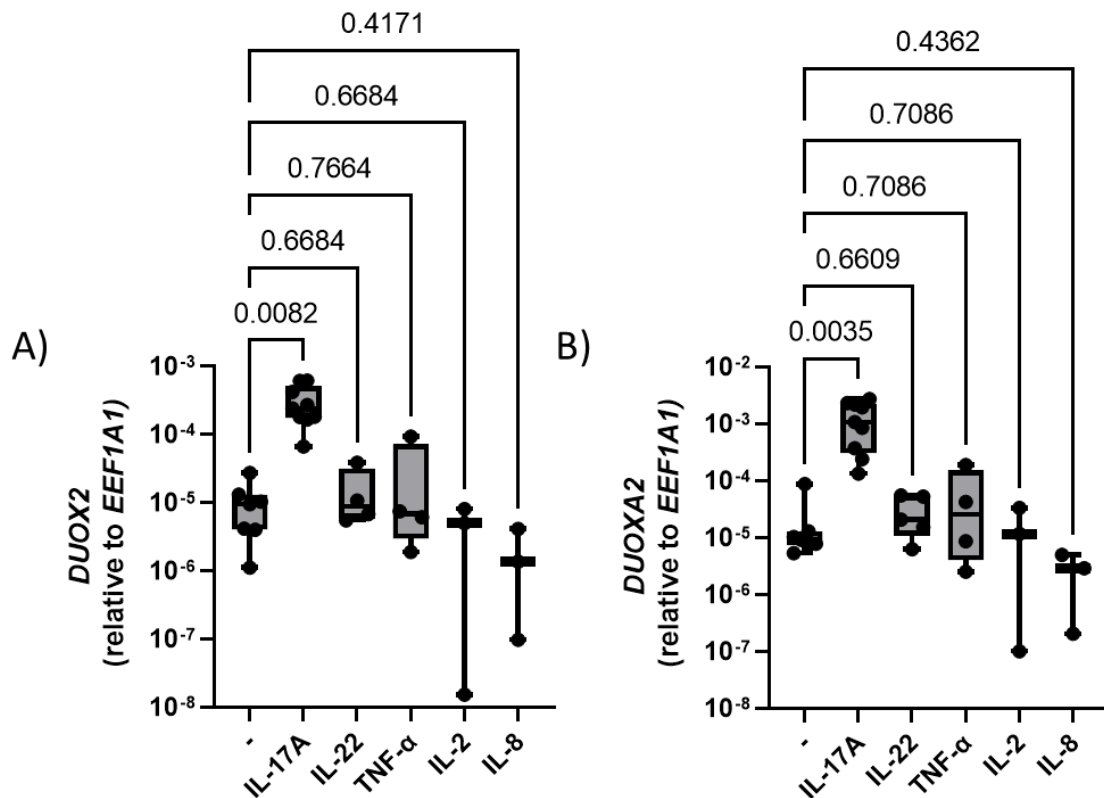 A)
0.4171
0.6684
0.7664
0.6684
0.0082
DUOX2
(relative to EEF1A1)
10-3
10-4
10-5
10-6
10-7
10-8
-
IL-17A
IL-22
TNF-α
IL-2
IL-8
B)
0.4362
0.7086
0.7086
0.6609
0.0035
DUOXA2
(relative to EEF1A1)
10-2
10-3
10-4
10-5
10-6
10-7
10-8
-
IL-17A
IL-22
TNF-α
IL-2
IL-8